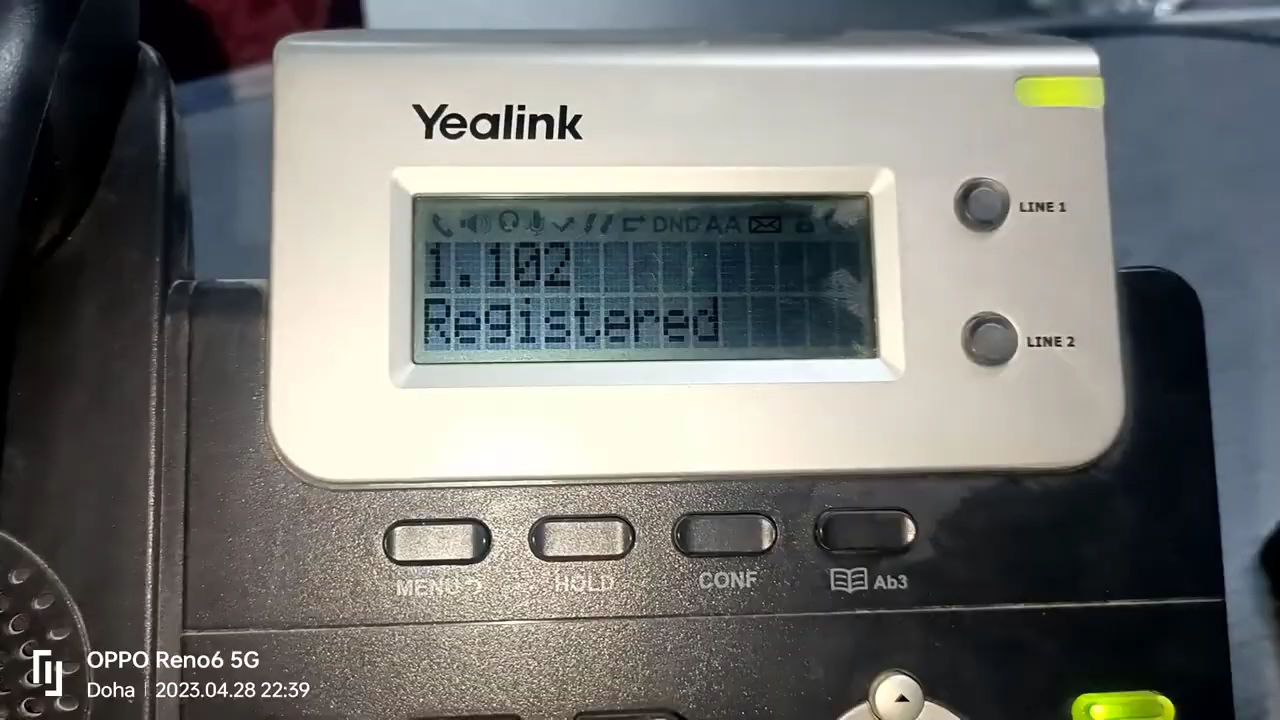 Yealink
DND AA
1.102
Registered
LINE 1
LINE 2
MENU
HOLD
CONF
Ab3
OPPO Reno6 5G
Doha | 2023.04.28 22:39